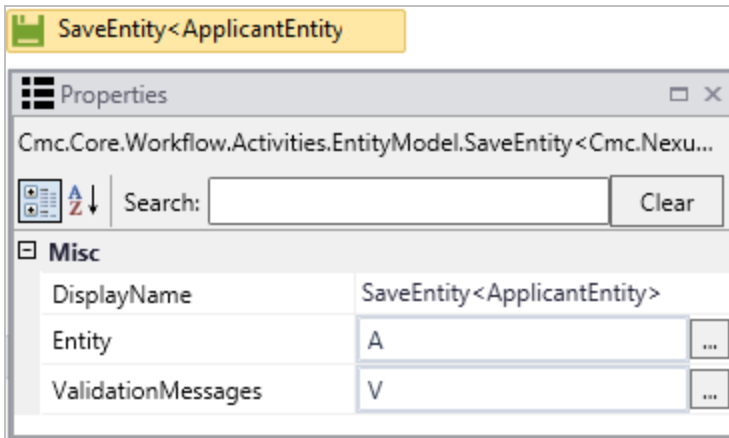 SaveEntity<ApplicantEntity
Properties
Cmc.Core.Workflow.Activities.EntityModel.SaveEntity<Cmc.Nexu...
A Z Search: Clear
Misc
DisplayName SaveEntity<ApplicantEntity>
Entity A ...
ValidationMessages V ...